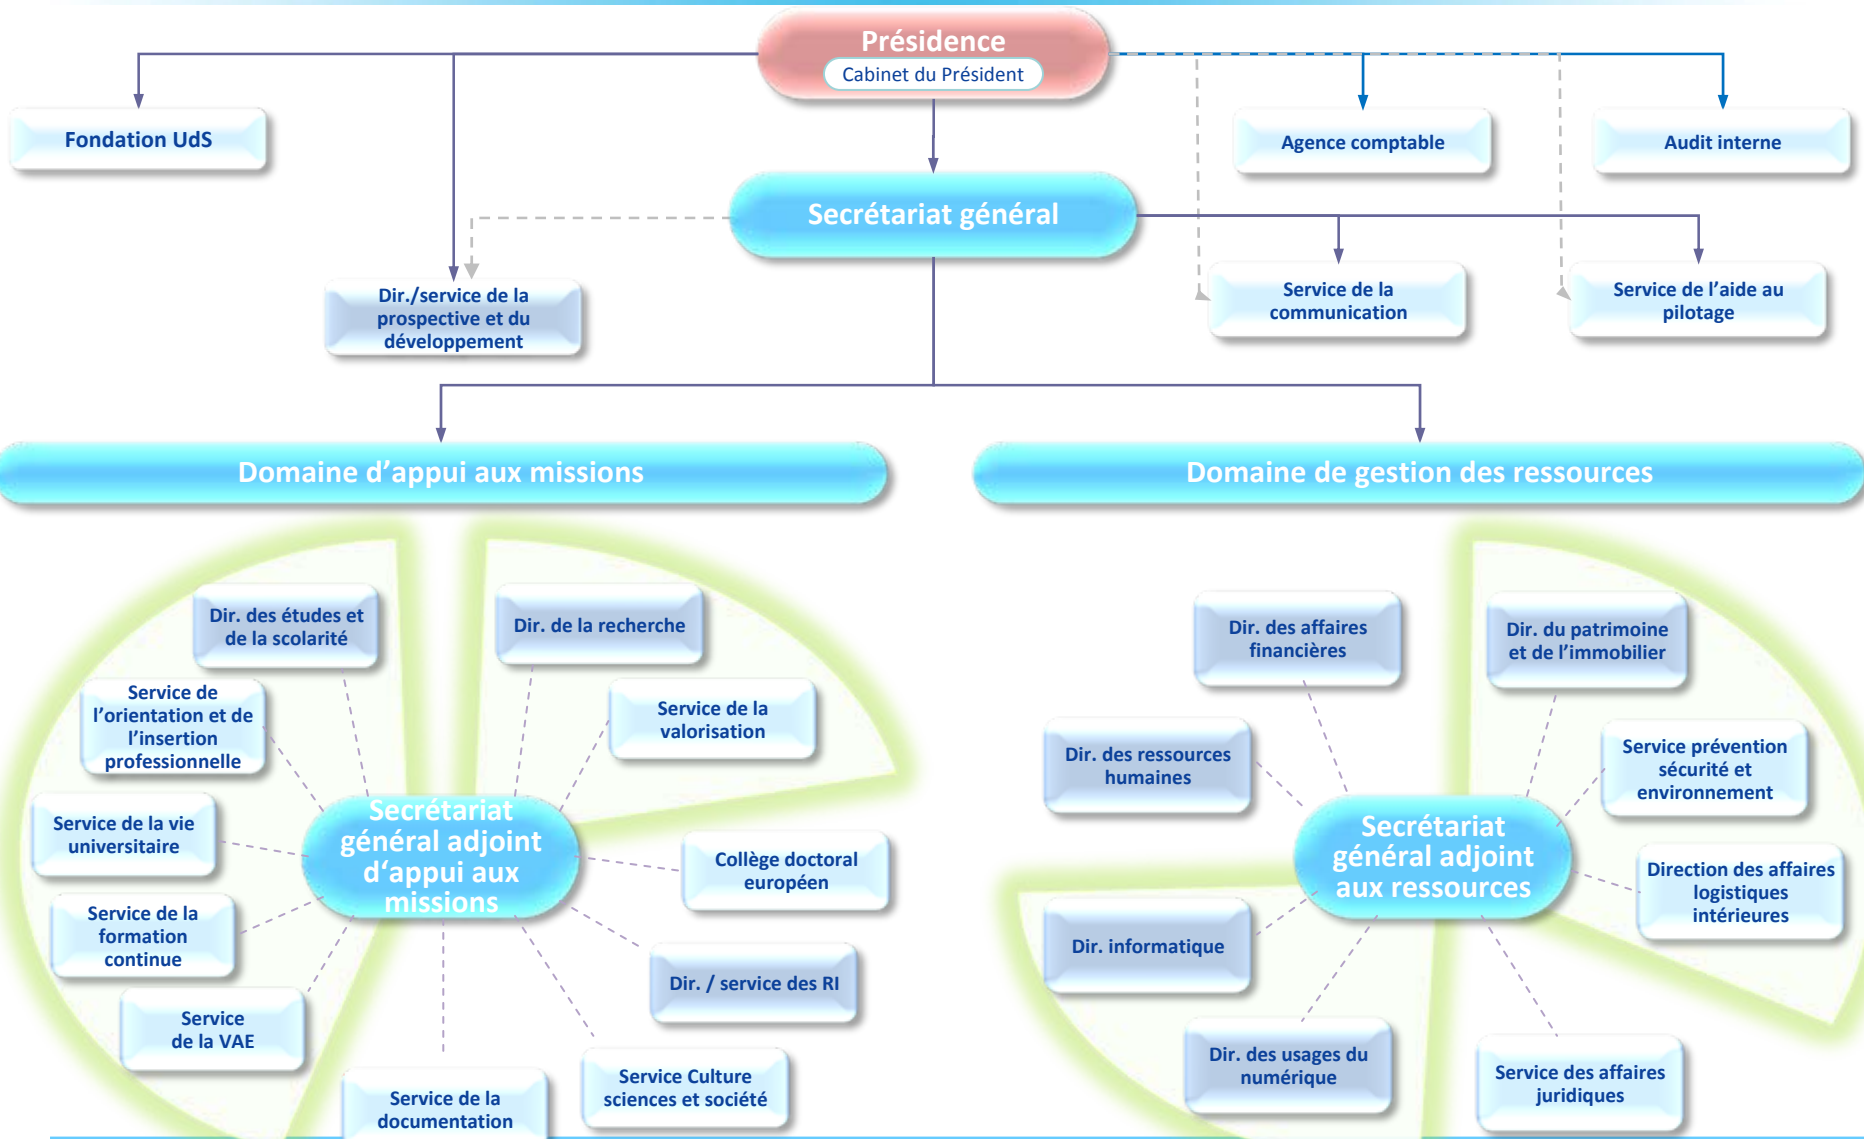 Présidence
Cabinet du Président
Fondation UdS
Agence comptable
Audit interne
Secrétariat général
Dir./service de la
prospective et du
développement
Service de la
communication
Service de l’aide au
pilotage
Domaine d’appui aux missions
Domaine de gestion des ressources
Dir. des études et
de la scolarité
Dir. de la recherche
Service de
l’orientation et de
l’insertion
professionnelle
Service de la
valorisation
Service de la vie
universitaire
Secrétariat
général adjoint
d‘appui aux
missions
Collège doctoral
européen
Service de la
formation
continue
Dir. / service des RI
Service
de la VAE
Service Culture
sciences et société
Service de la
documentation
Dir. des affaires
financières
Dir. du patrimoine
et de l’immobilier
Dir. des ressources
humaines
Service prévention
sécurité et
environnement
Secrétariat
général adjoint
aux ressources
Direction des affaires
logistiques
intérieures
Dir. informatique
Dir. des usages du
numérique
Service des affaires
juridiques